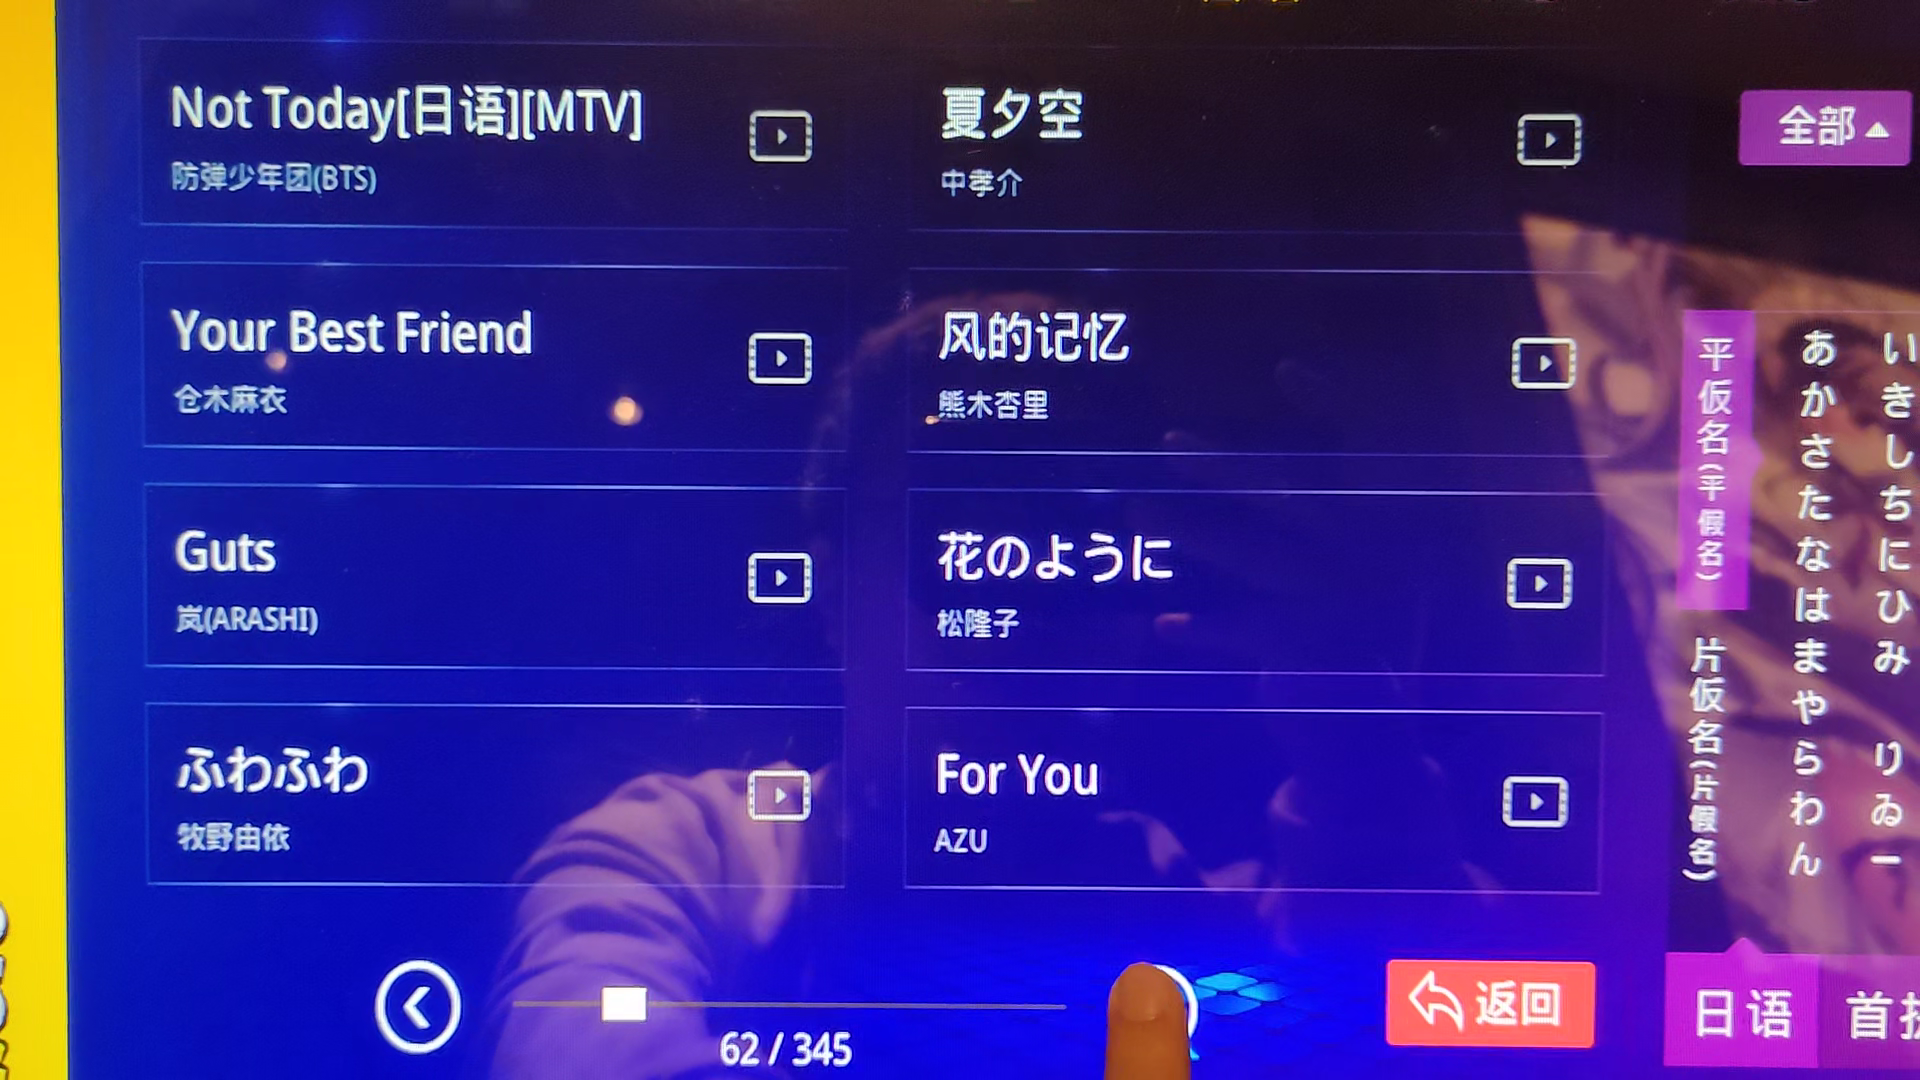 Not Today[日语][MTV]
防弹少年团(BTS)
夏夕空
中孝介
全部
Your Best Friend
仓木麻衣
风的记忆
熊木杏里
Guts
岚(ARASHI)
花のように
松隆子
ふわふわ
牧野由依
For You
AZU
平仮名(平假名)
片仮名(片假名)
あかさたなはまやらわん
いきしちにひみ りゐー
62 / 345
返回
日语
首